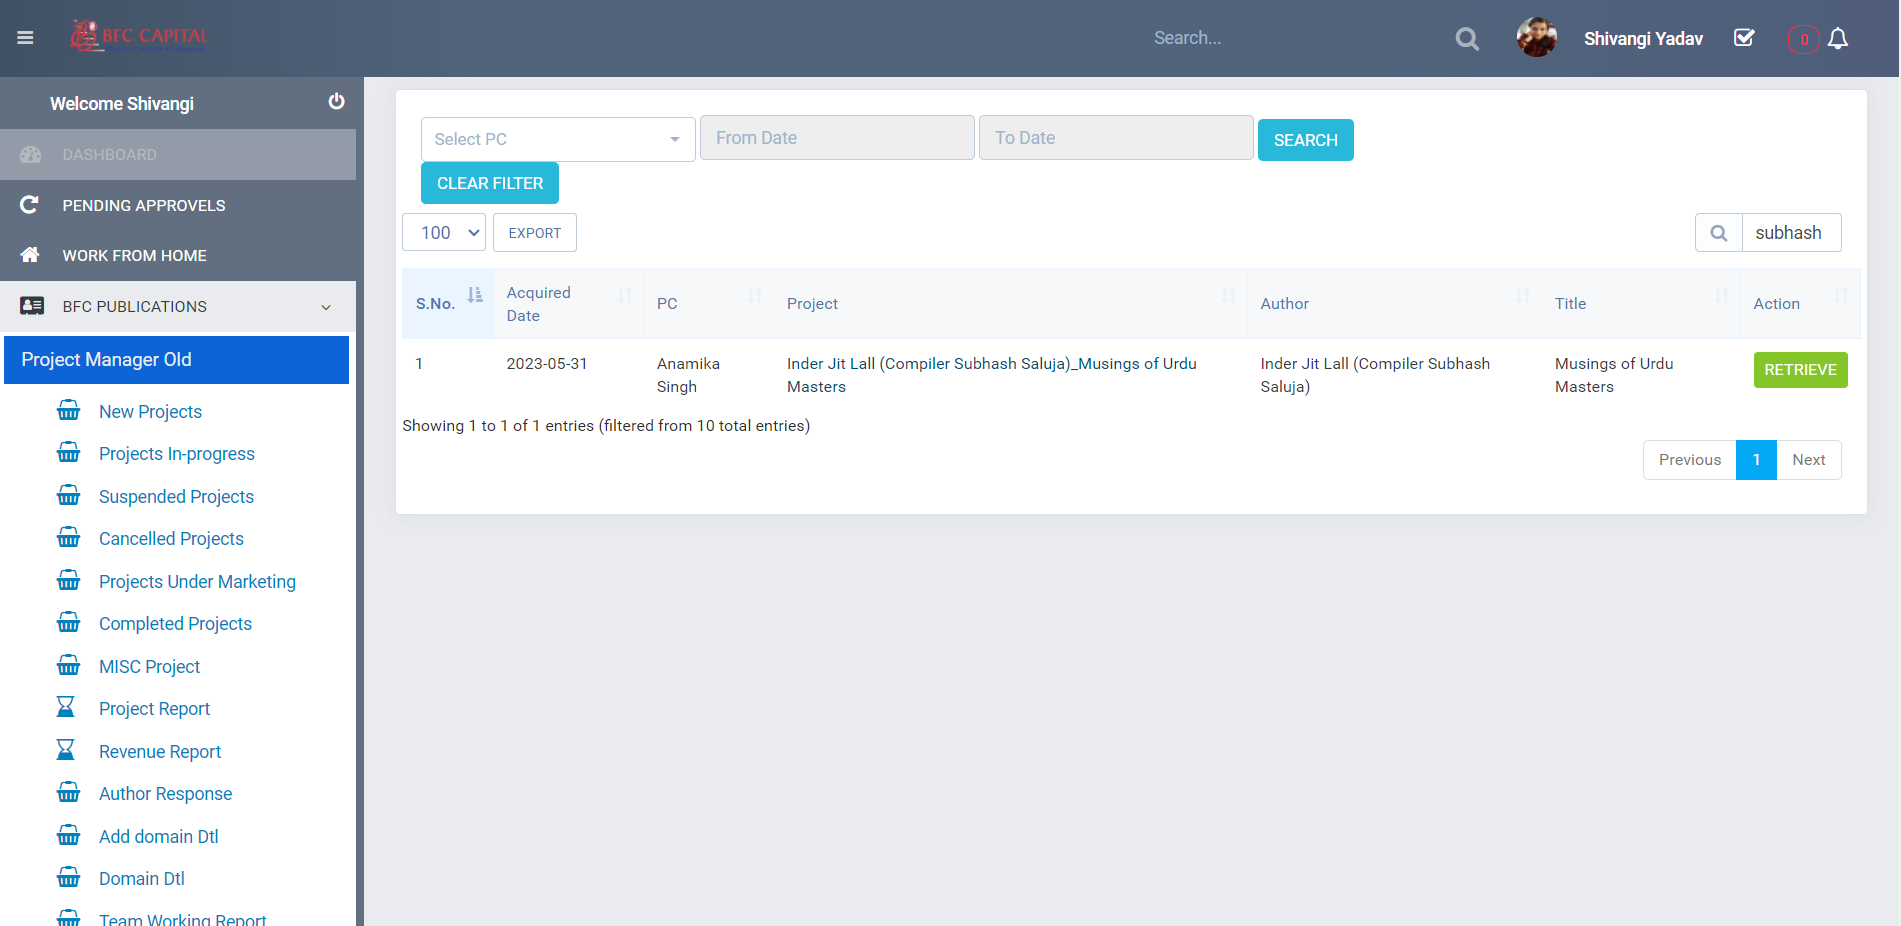 BFC CAPITAL
Search...
Shivangi Yadav
0
Welcome Shivangi
DASHBOARD
PENDING APPROVELS
WORK FROM HOME
BFC PUBLICATIONS
Project Manager Old
New Projects
Projects In-progress
Suspended Projects
Cancelled Projects
Projects Under Marketing
Completed Projects
MISC Project
Project Report
Revenue Report
Author Response
Add domain Dtl
Domain Dtl
Team Working Report
Select PC
From Date
To Date
SEARCH
CLEAR FILTER
100
EXPORT
subhash
S.No. Acquired Date PC Project Author Title Action
1 2023-05-31 Anamika Inder Jit Lall (Compiler Subhash Saluja)_Musings of Urdu Inder Jit Lall (Compiler Subhash Musings of Urdu RETRIEVE
Singh Masters Saluja) Masters
Showing 1 to 1 of 1 entries (filtered from 10 total entries)
Previous 1 Next